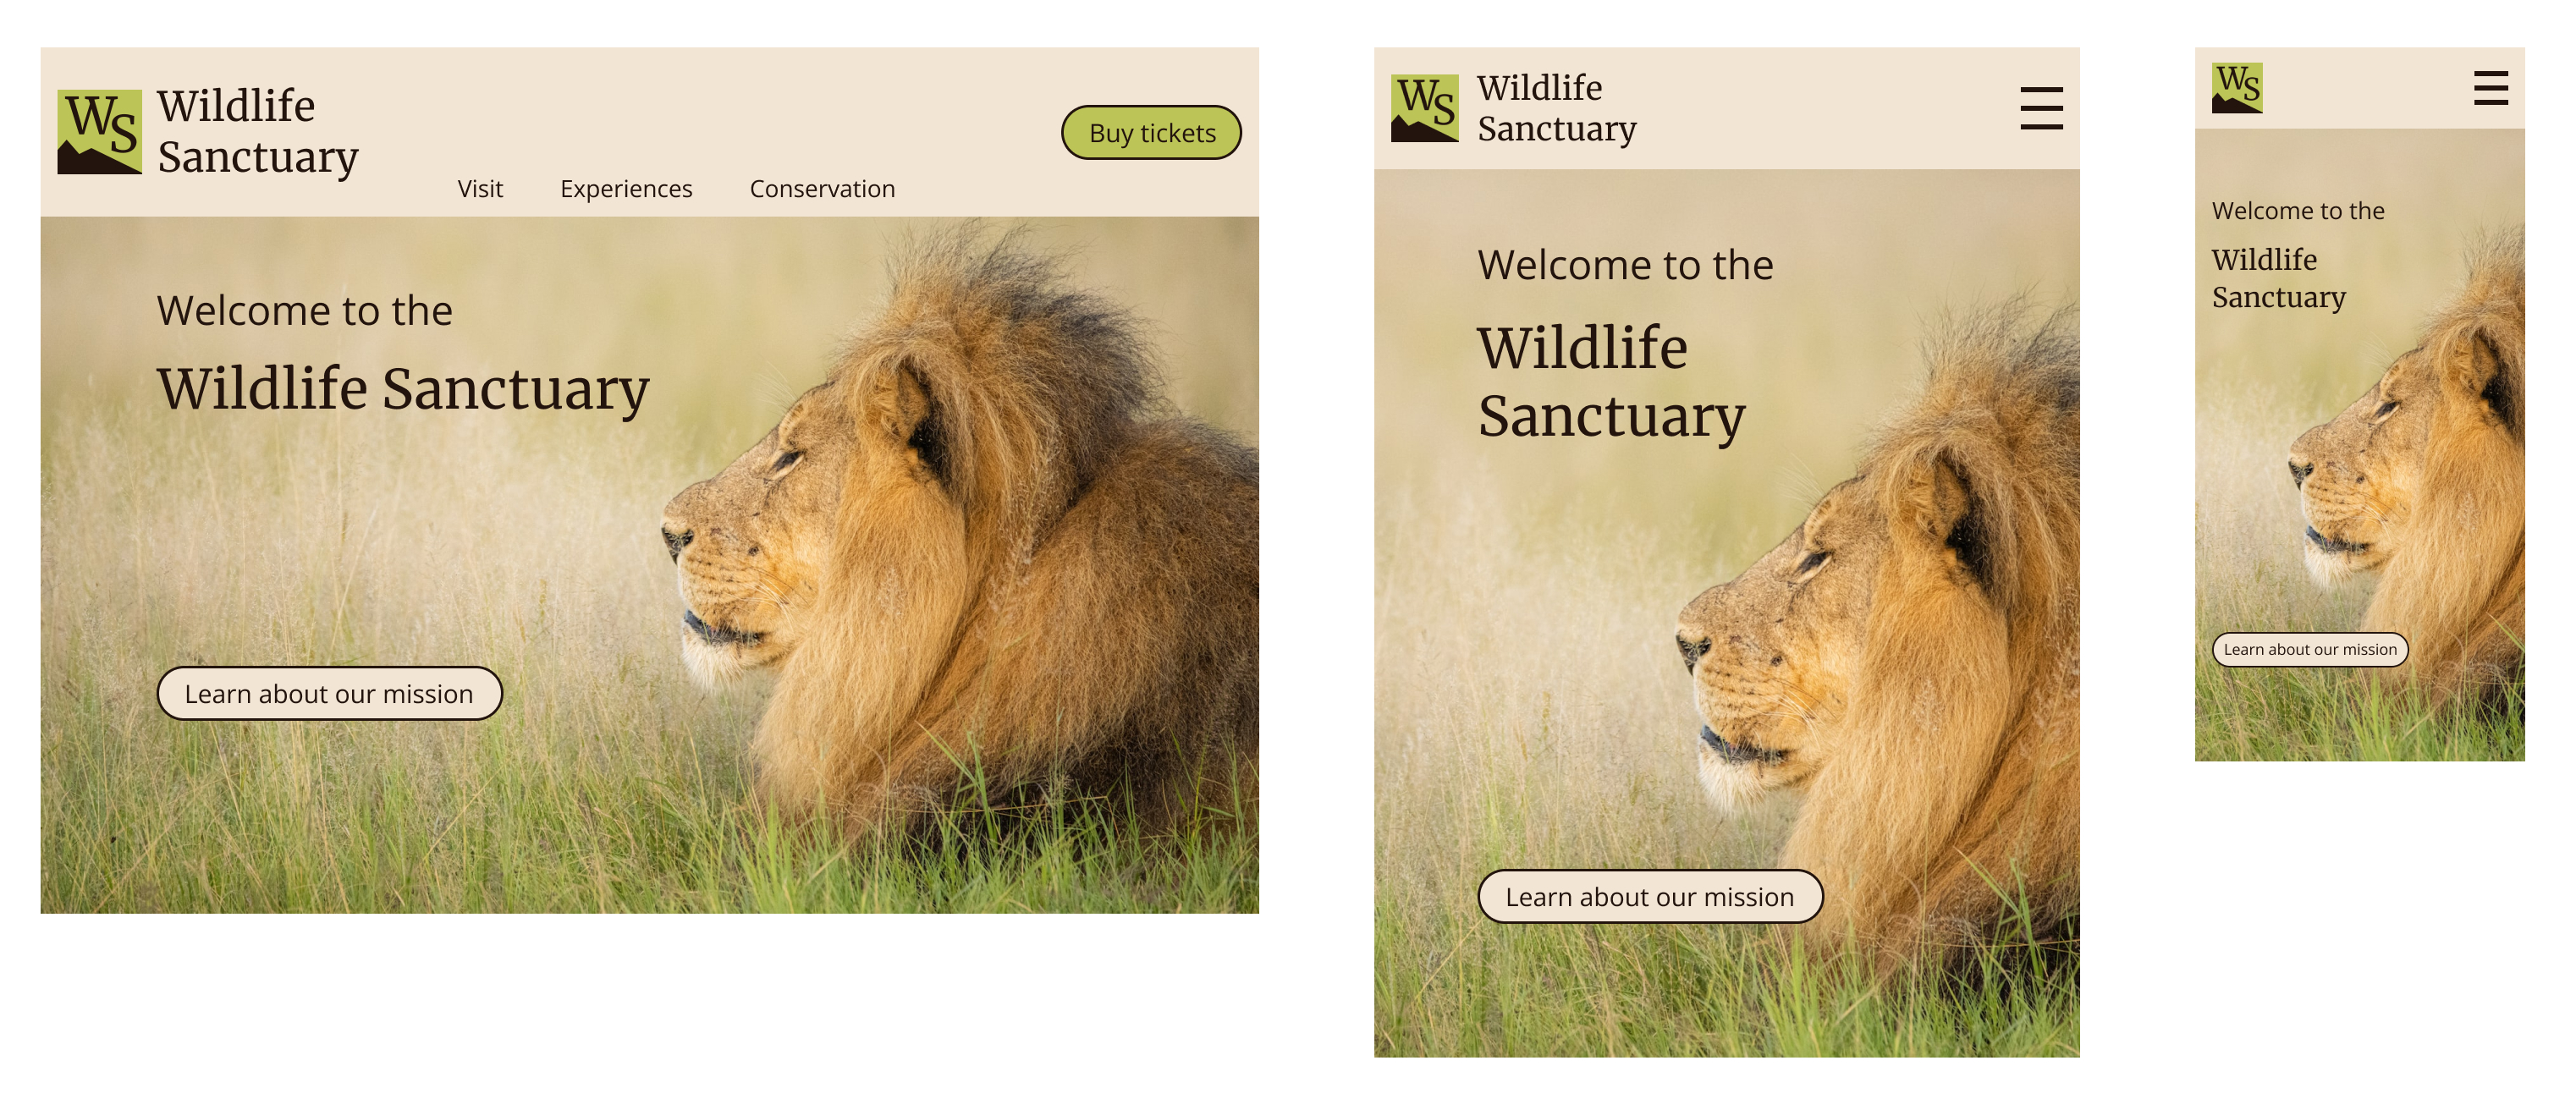 WS
Wildlife
Sanctuary
Visit
Experiences
Conservation
Buy tickets
Welcome to the
Wildlife Sanctuary
Learn about our mission
WS
Wildlife
Sanctuary
Welcome to the
Wildlife
Sanctuary
Learn about our mission
WS
Welcome to the
Wildlife
Sanctuary
Learn about our mission